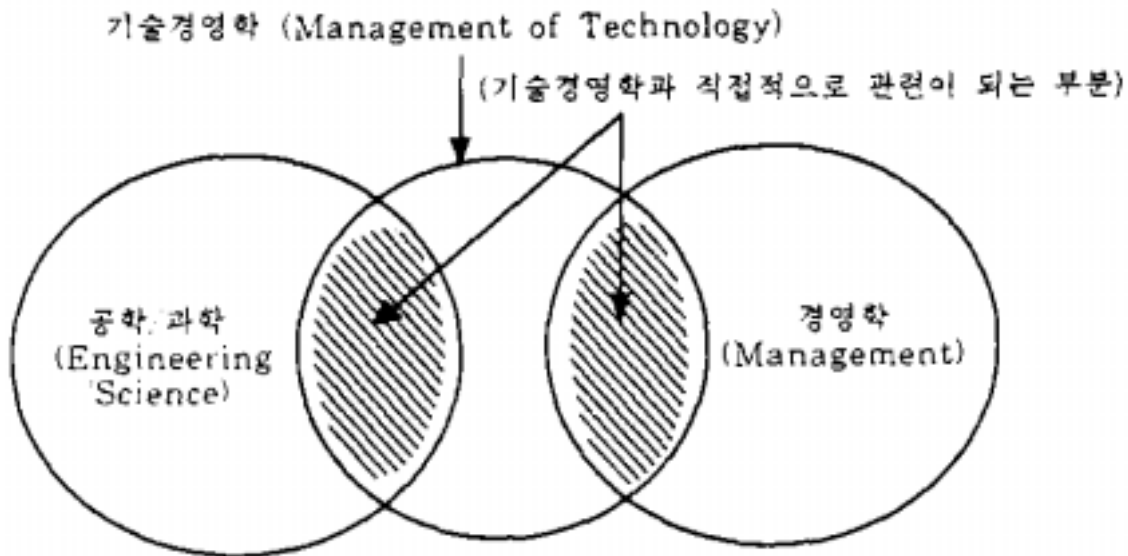 기술경영학 (Management of Technology)
(기술경영학과 직접적으로 관련이 되는 부분)
공학/과학
(Engineering
/Science)
경영학
(Management)